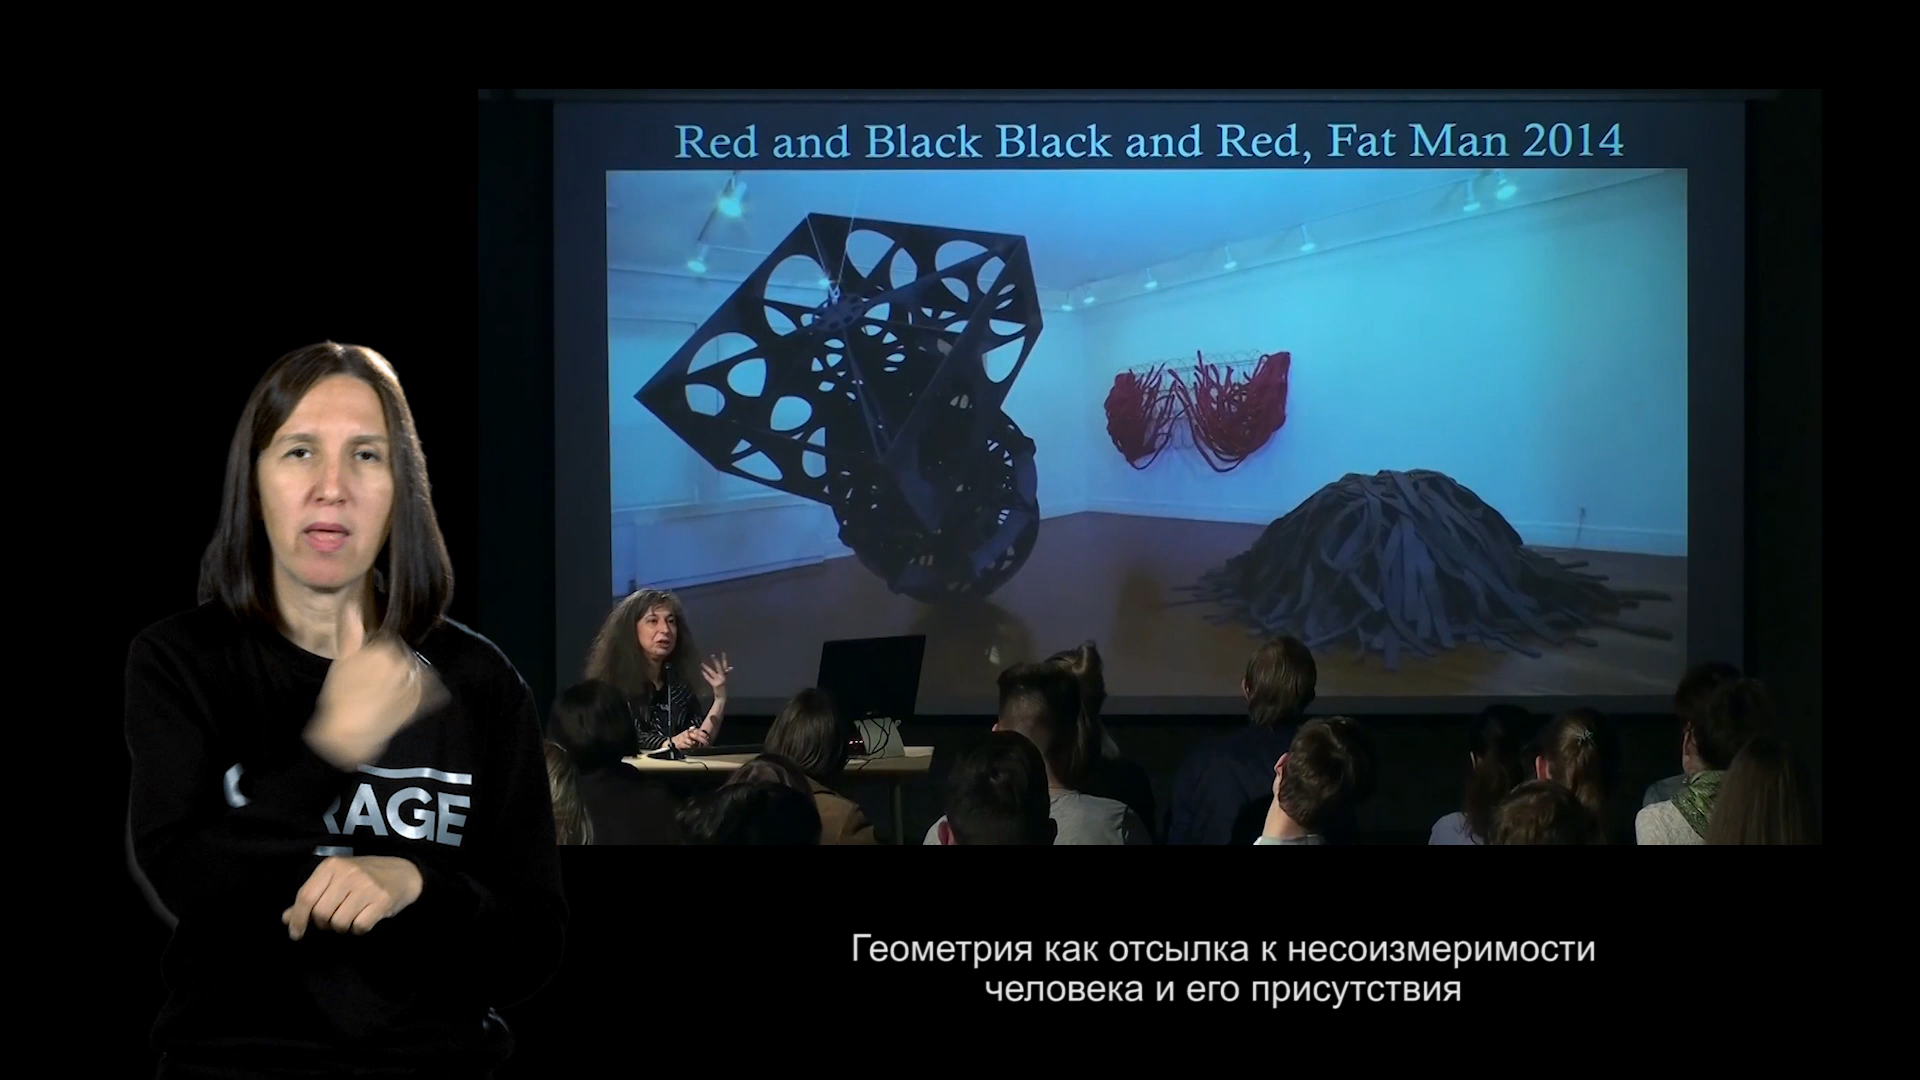 Red and Black Black and Red, Fat Man 2014
RAGE
Геометрия как отсылка к несоизмеримости
человека и его присутствия